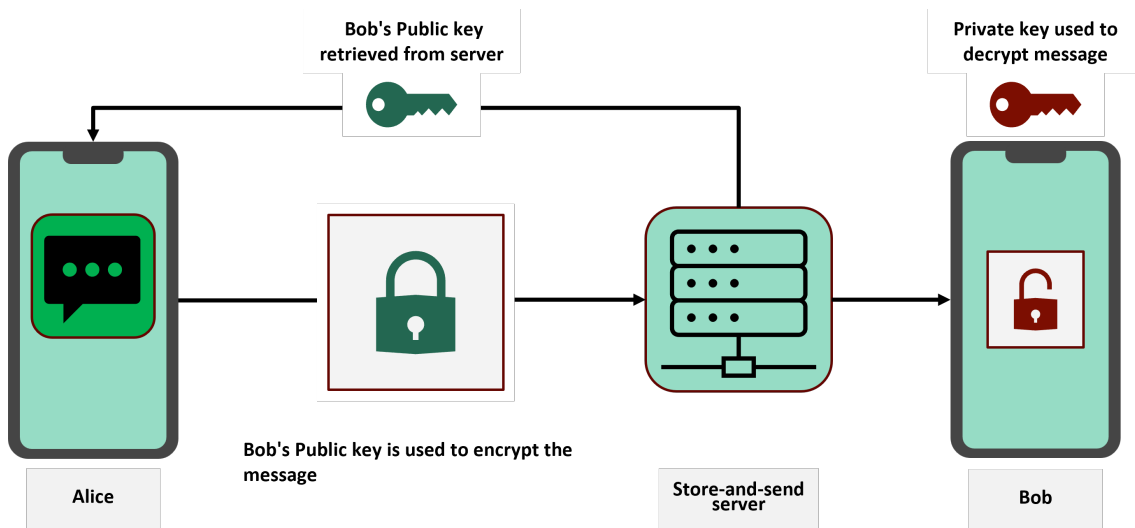 Bob's Public key
retrieved from server
Private key used to
decrypt message
Bob's Public key is used to encrypt the
message
Alice
Store-and-send
server
Bob